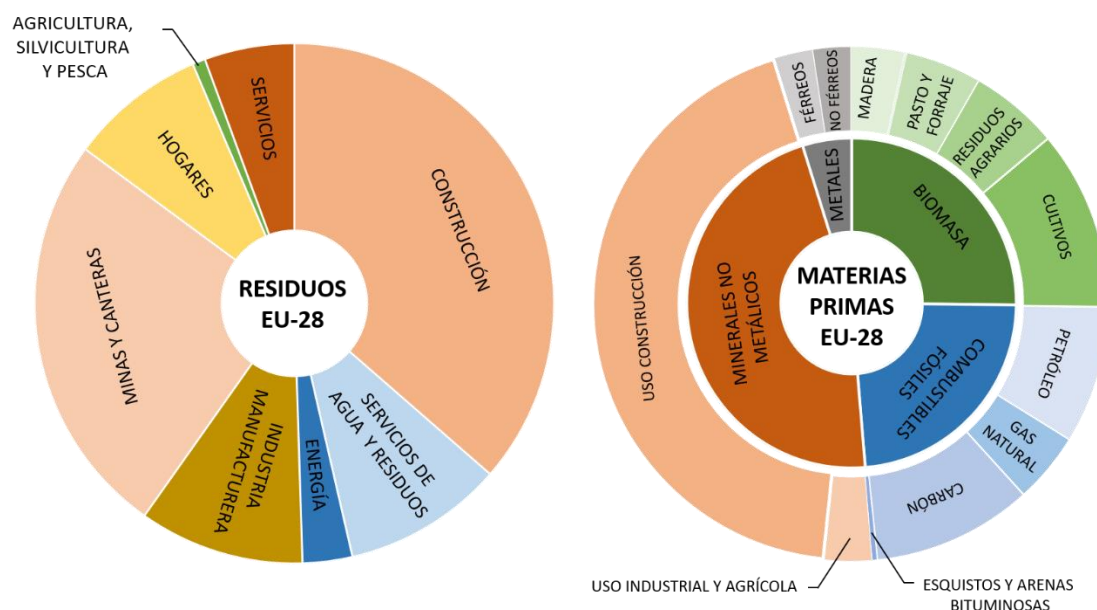 AGRICULTURA,
SILVICULTURA
Y PESCA
SERVICIOS
HOGARES
CONSTRUCCIÓN
MINAS Y CANTERAS
RESIDUOS
EU-28
INDUSTRIA
MANUFACTURERA
ENERGÍA
SERVICIOS DE
AGUA Y RESIDUOS
FÉRREOS
NO FÉRREOS
MADERA
PASTO Y
FORRAJE
RESIDUOS
AGRARIOS
CULTIVOS
METALES
BIOMASA
USO CONSTRUCCIÓN
MINERALES NO
METÁLICOS
MATERIAS
PRIMAS
EU-28
COMBUSTIBLES
FÓSILES
PETRÓLEO
GAS
NATURAL
CARBÓN
USO INDUSTRIAL Y AGRÍCOLA
ESQUISTOS Y ARENAS
BITUMINOSAS